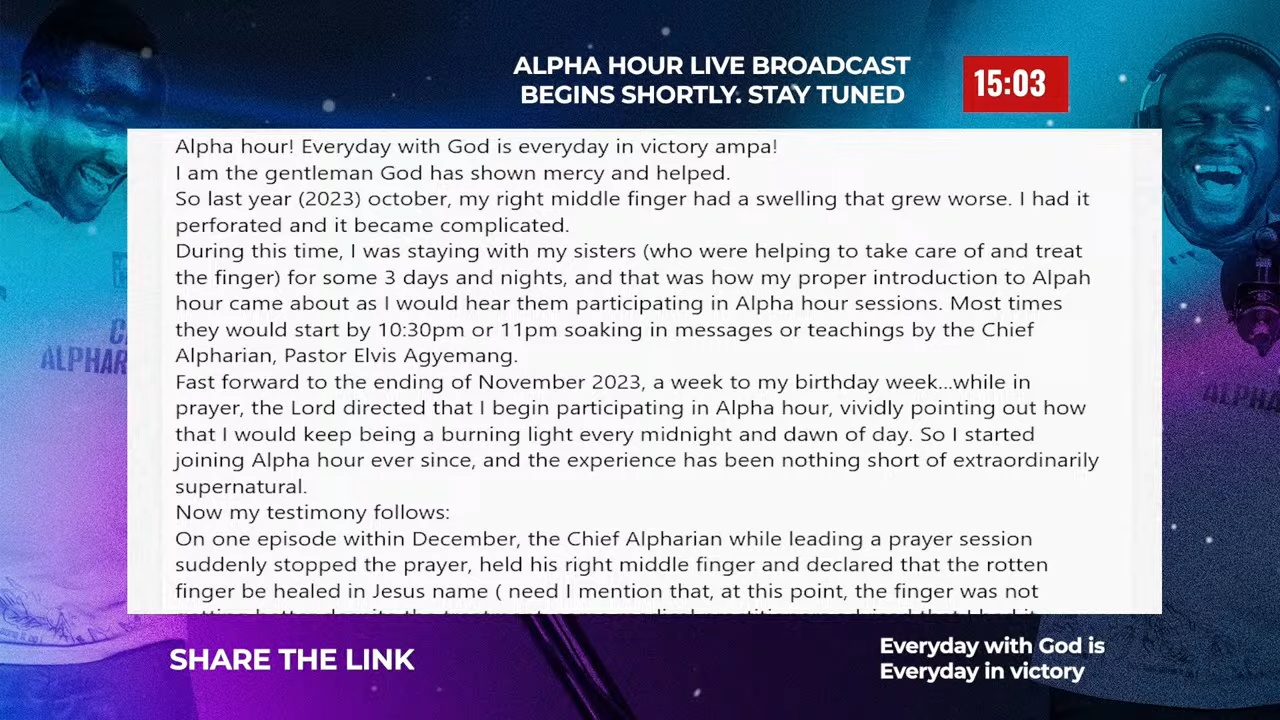 ALPHA HOUR LIVE BROADCAST
BEGINS SHORTLY. STAY TUNED
15:03
Alpha hour! Everyday with God is everyday in victory ampa!
I am the gentleman God has shown mercy and helped.
So last year (2023) october, my right middle finger had a swelling that grew worse. I had it
perforated and it became complicated.
During this time, I was staying with my sisters (who were helping to take care of and treat
the finger) for some 3 days and nights, and that was how my proper introduction to Alpah
hour came about as I would hear them participating in Alpha hour sessions. Most times
they would start by 10:30pm or 11pm soaking in messages or teachings by the Chief
Alpharian, Pastor Elvis Agyemang.
Fast forward to the ending of November 2023, a week to my birthday week...while in
prayer, the Lord directed that I begin participating in Alpha hour, vividly pointing out how
that I would keep being a burning light every midnight and dawn of day. So I started
joining Alpha hour ever since, and the experience has been nothing short of extraordinarily
supernatural.
Now my testimony follows:
On one episode within December, the Chief Alpharian while leading a prayer session
suddenly stopped the prayer, held his right middle finger and declared that the rotten
finger be healed in Jesus name ( need I mention that, at this point, the finger was not
SHARE THE LINK
Everyday with God is
Everyday in victory